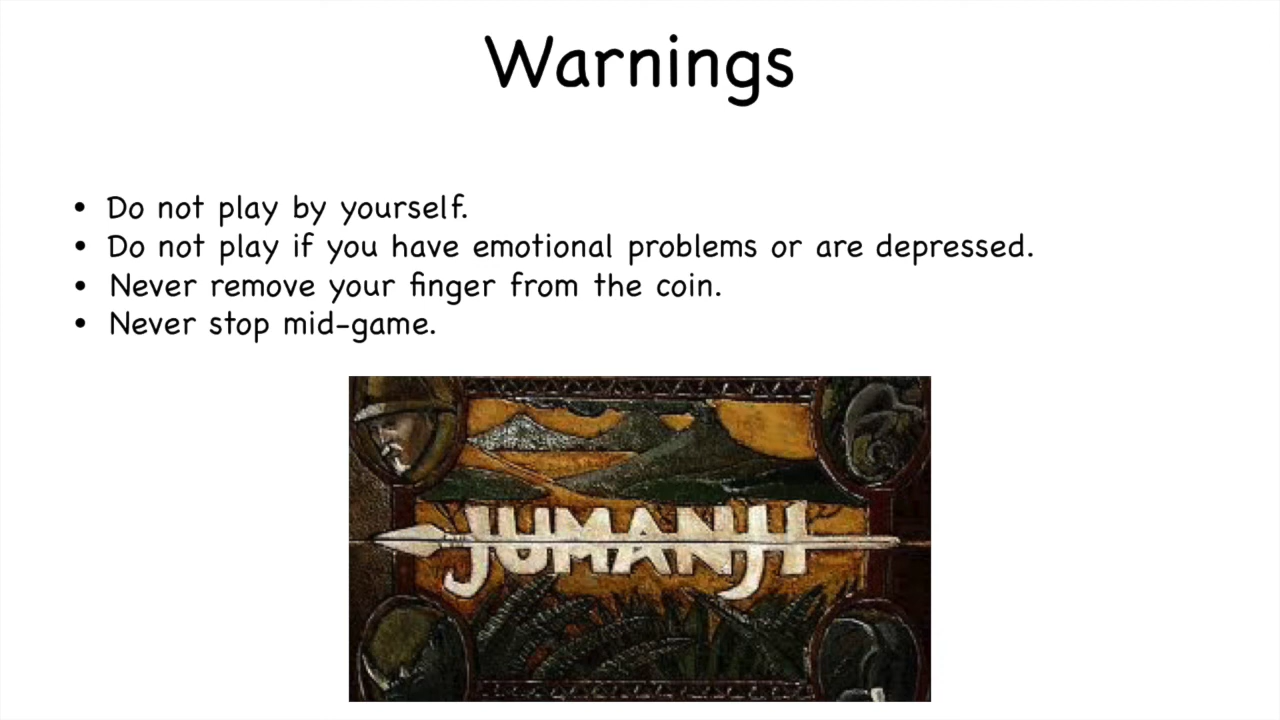 Warnings
• Do not play by yourself.
• Do not play if you have emotional problems or are depressed.
• Never remove your finger from the coin.
• Never stop mid-game.
JUMANJI